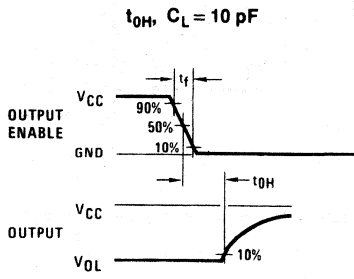 t0H, CL = 10 pF
tf
VCC
90%
OUTPUT
ENABLE
50%
10%
GND
t0H
VCC
OUTPUT
10%
VOL